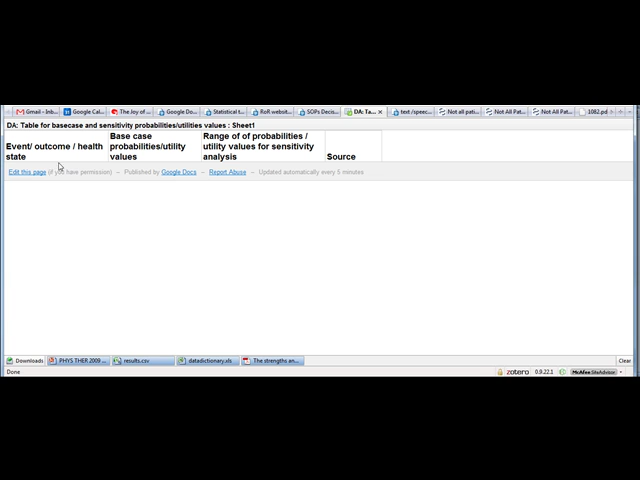 Gmail - Inb... Google Cal... The Joy of ... Google Do... Statistical t... RoR websit... SOPs Decis... DA: Ta... text /speec... Not all pati... Not All Pat... Not All Pat... 1082.pd
DA: Table for basecase and sensitivity probabilities/utilities values : Sheet1
Event/ outcome / health state
Base case probabilities/utility values
Range of of probabilities / utility values for sensitivity analysis
Source
Edit this page (if you have permission) – Published by Google Docs – Report Abuse – Updated automatically every 5 minutes
Downloads PHYS THER 2009 ... results.csv datadictionary.xls The strengths an... Clear
Done zotero 0.9.22.1 McAfee SiteAdvisor